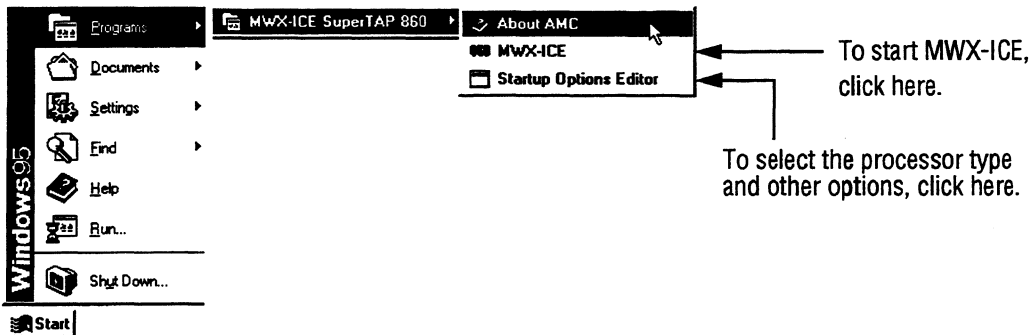 Programs
MWX-ICE SuperTAP 860
About AMC
MWX-ICE
Startup Options Editor
To start MWX-ICE,
click here.
To select the processor type
and other options, click here.
Documents
Settings
Find
Help
Run...
Shut Down...
Windows95
Start